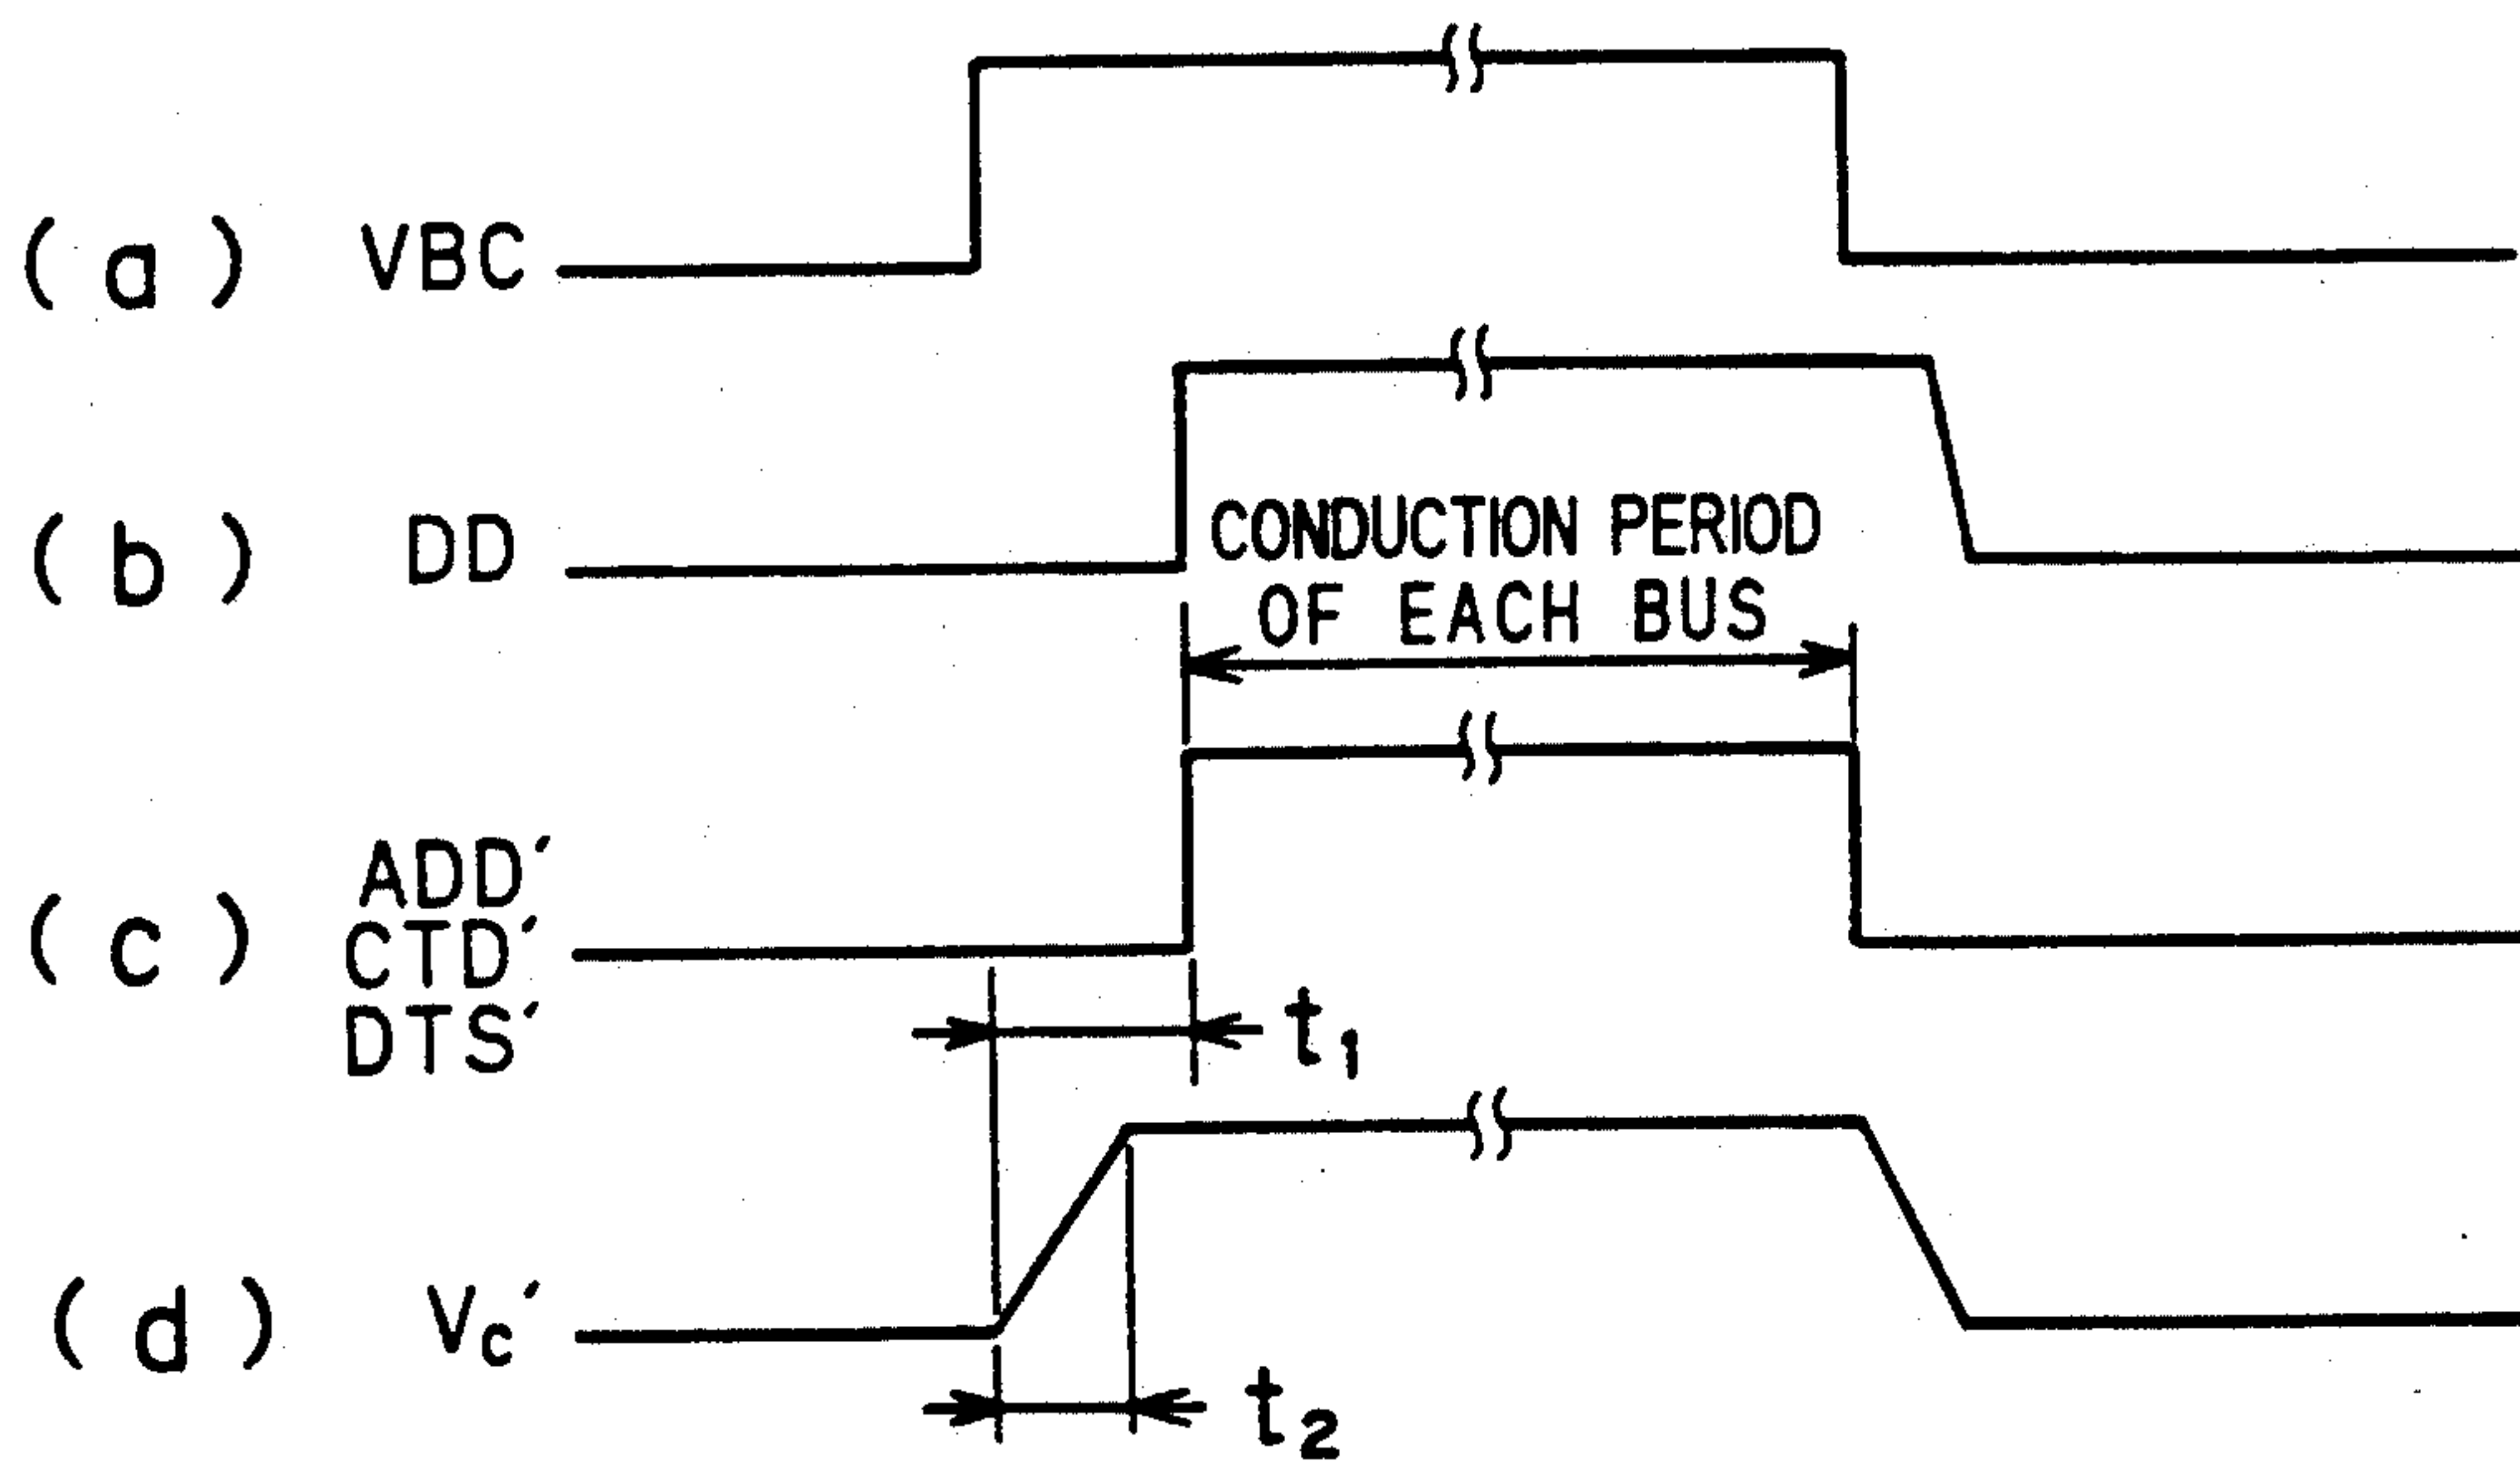 (a) VBC
(b) DD
CONDUCTION PERIOD
OF EACH BUS
(c) ADD′
CTD′
DTS′
t1
(d) Vc′
t2